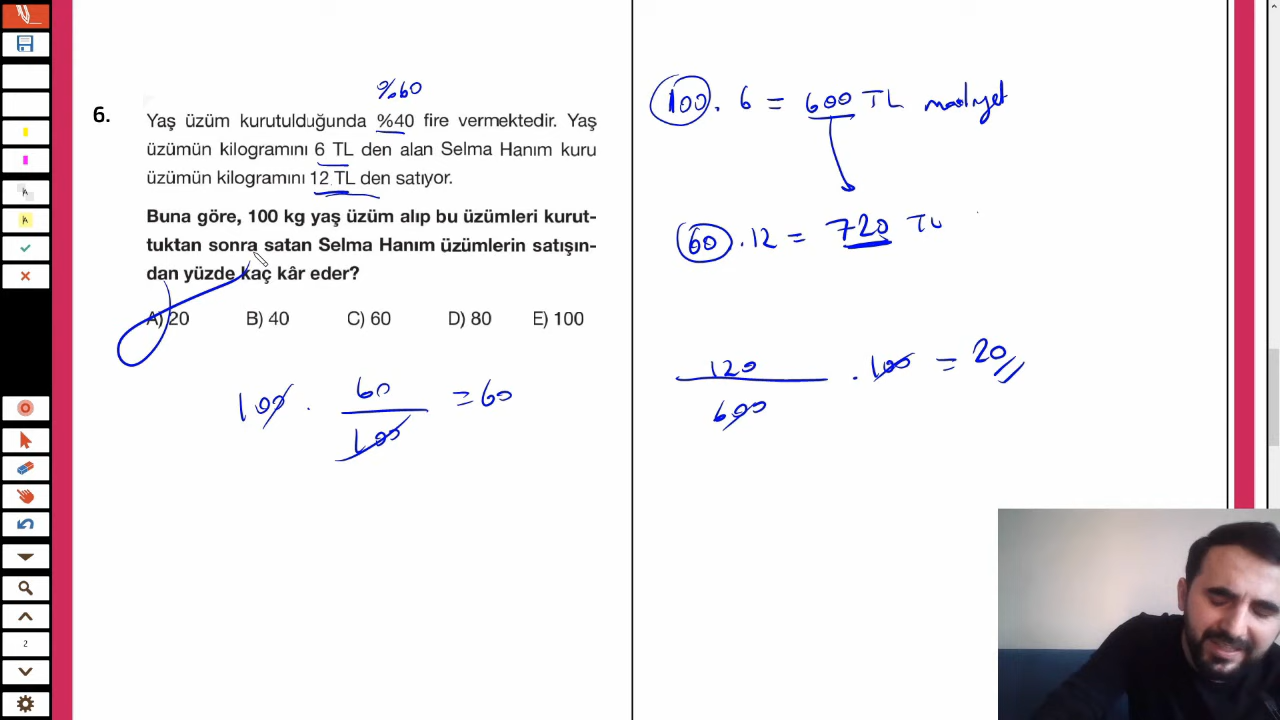 %60
6.
Yaş üzüm kurutulduğunda %40 fire vermektedir. Yaş
üzümün kilogramını 6 TL den alan Selma Hanım kuru
üzümün kilogramını 12 TL den satıyor.
Buna göre, 100 kg yaş üzüm alıp bu üzümleri kurut-
tuktan sonra satan Selma Hanım üzümlerin satışın-
dan yüzde kaç kâr eder?
A) 20 B) 40 C) 60 D) 80 E) 100
100 . 60/100 = 60
100 . 6 = 600 TL maliyet
60 . 12 = 720 TL
120/600 . 100 = 20
2